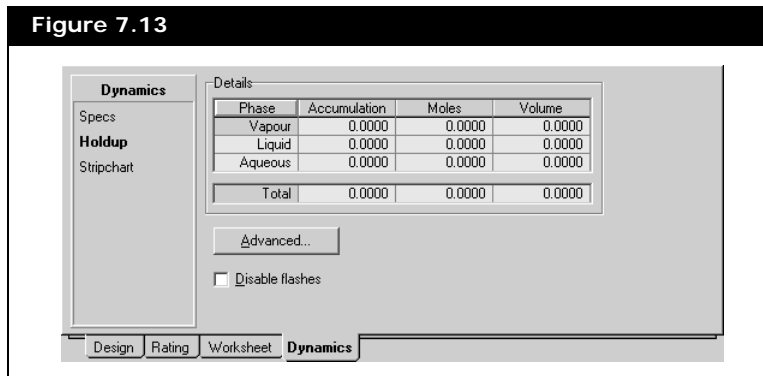 Figure 7.13
Dynamics
Specs
Holdup
Stripchart
Details
Phase Accumulation Moles Volume
Vapour 0.0000 0.0000 0.0000
Liquid 0.0000 0.0000 0.0000
Aqueous 0.0000 0.0000 0.0000
Total 0.0000 0.0000 0.0000
Advanced...
Disable flashes
Design Rating Worksheet Dynamics